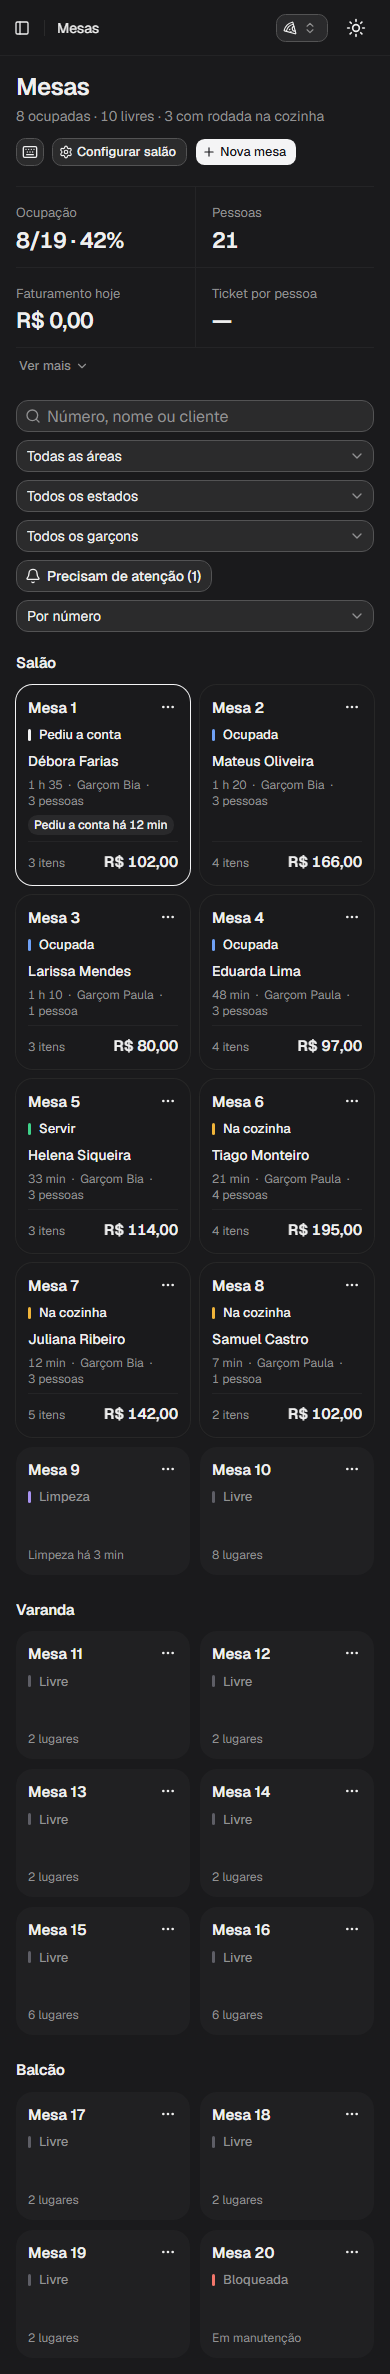 Mesas
Mesas
8 ocupadas · 10 livres · 3 com rodada na cozinha
Configurar salão
Nova mesa
Ocupação
8/19 · 42%
Pessoas
21
Faturamento hoje
R$ 0,00
Ticket por pessoa
—
Ver mais
Número, nome ou cliente
Todas as áreas
Todos os estados
Todos os garçons
Precisam de atenção (1)
Por número
Salão
Mesa 1
Pediu a conta
Débora Farias
1 h 35 · Garçom Bia ·
3 pessoas
Pediu a conta há 12 min
3 itens
R$ 102,00
Mesa 2
Ocupada
Mateus Oliveira
1 h 20 · Garçom Bia ·
3 pessoas
4 itens
R$ 166,00
Mesa 3
Ocupada
Larissa Mendes
1 h 10 · Garçom Paula ·
1 pessoa
3 itens
R$ 80,00
Mesa 4
Ocupada
Eduarda Lima
48 min · Garçom Paula ·
3 pessoas
4 itens
R$ 97,00
Mesa 5
Servir
Helena Siqueira
33 min · Garçom Bia ·
3 pessoas
3 itens
R$ 114,00
Mesa 6
Na cozinha
Tiago Monteiro
21 min · Garçom Paula ·
4 pessoas
4 itens
R$ 195,00
Mesa 7
Na cozinha
Juliana Ribeiro
12 min · Garçom Bia ·
3 pessoas
5 itens
R$ 142,00
Mesa 8
Na cozinha
Samuel Castro
7 min · Garçom Paula ·
1 pessoa
2 itens
R$ 102,00
Mesa 9
Limpeza
Limpeza há 3 min
Mesa 10
Livre
8 lugares
Varanda
Mesa 11
Livre
2 lugares
Mesa 12
Livre
2 lugares
Mesa 13
Livre
2 lugares
Mesa 14
Livre
2 lugares
Mesa 15
Livre
6 lugares
Mesa 16
Livre
6 lugares
Balcão
Mesa 17
Livre
2 lugares
Mesa 18
Livre
2 lugares
Mesa 19
Livre
2 lugares
Mesa 20
Bloqueada
Em manutenção